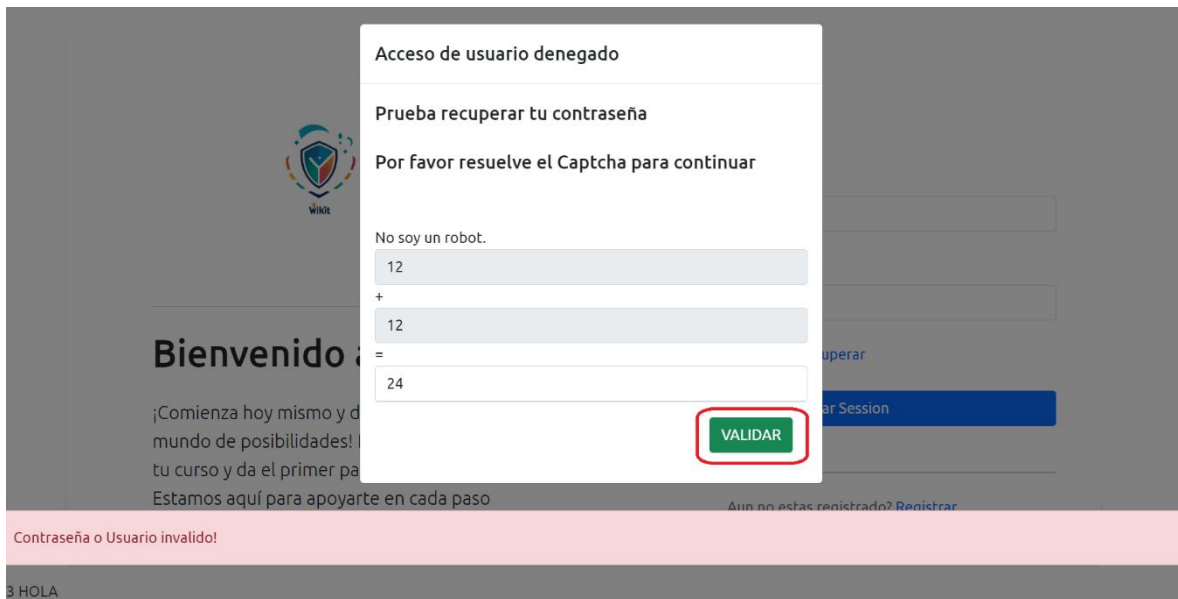 Acceso de usuario denegado
Prueba recuperar tu contraseña
Por favor resuelve el Captcha para continuar
No soy un robot.
12
+
12
=
24
VALIDAR
wikit
Bienvenido
¡Comienza hoy mismo y d
mundo de posibilidades!
tu curso y da el primer pa
Estamos aquí para apoyarte en cada paso
uperar
ar Session
Aun no estas registrado? Registrar
Contraseña o Usuario invalido!
3 HOLA